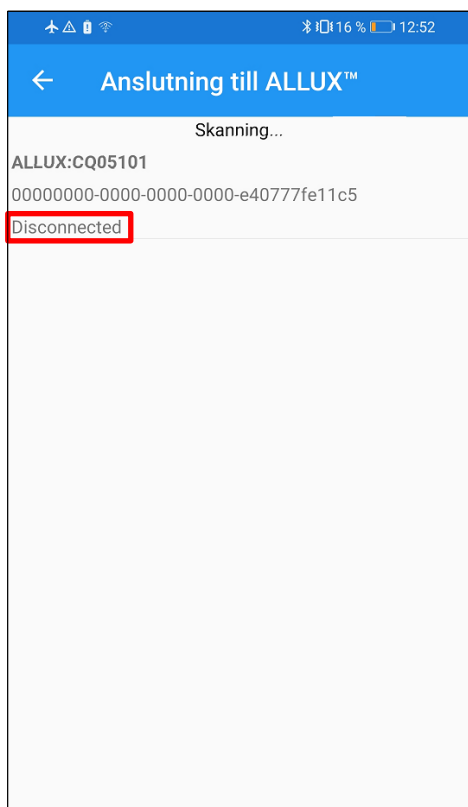 16 % 12:52
Anslutning till ALLUX™
Skanning...
ALLUX:CQ05101
00000000-0000-0000-0000-e40777fe11c5
Disconnected